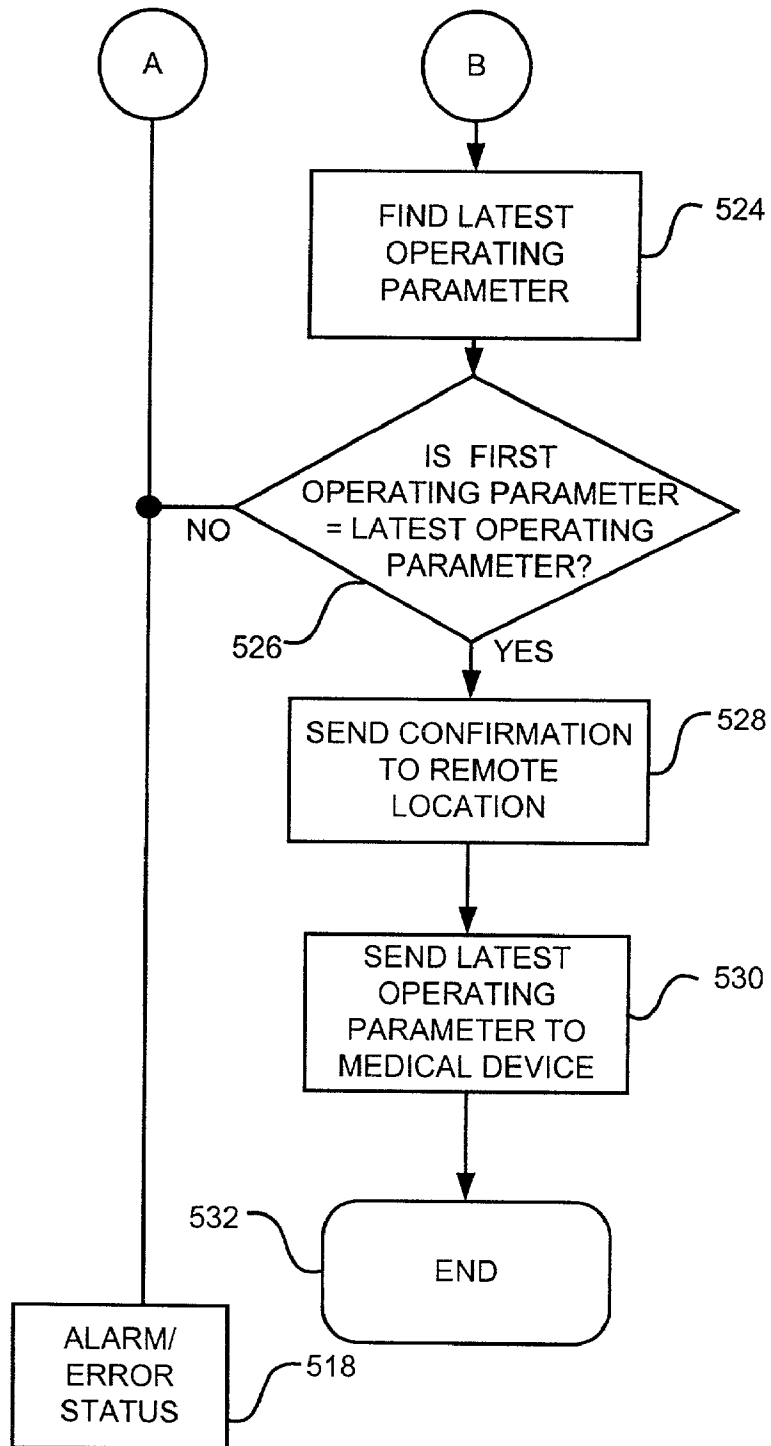 A
B
FIND LATEST
OPERATING
PARAMETER
524
IS FIRST
OPERATING PARAMETER
= LATEST OPERATING
PARAMETER?
NO
526
YES
SEND CONFIRMATION
TO REMOTE
LOCATION
528
SEND LATEST
OPERATING
PARAMETER TO
MEDICAL DEVICE
530
532
END
ALARM/
ERROR
STATUS
518